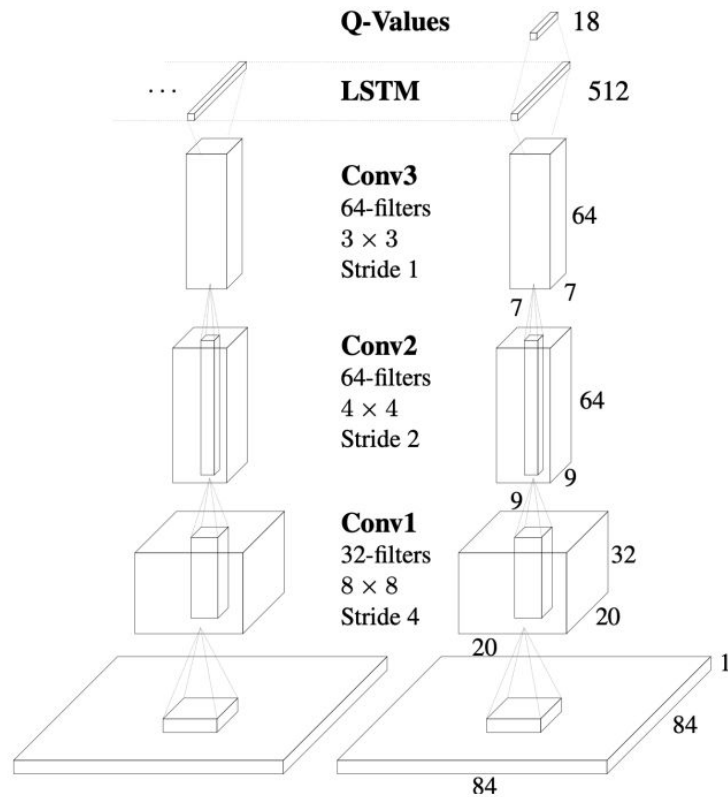 Q-Values
18
···
LSTM
512
Conv3
64-filters
3 × 3
Stride 1
64
7
7
Conv2
64-filters
4 × 4
Stride 2
64
9
9
Conv1
32-filters
8 × 8
Stride 4
32
20
20
1
84
84